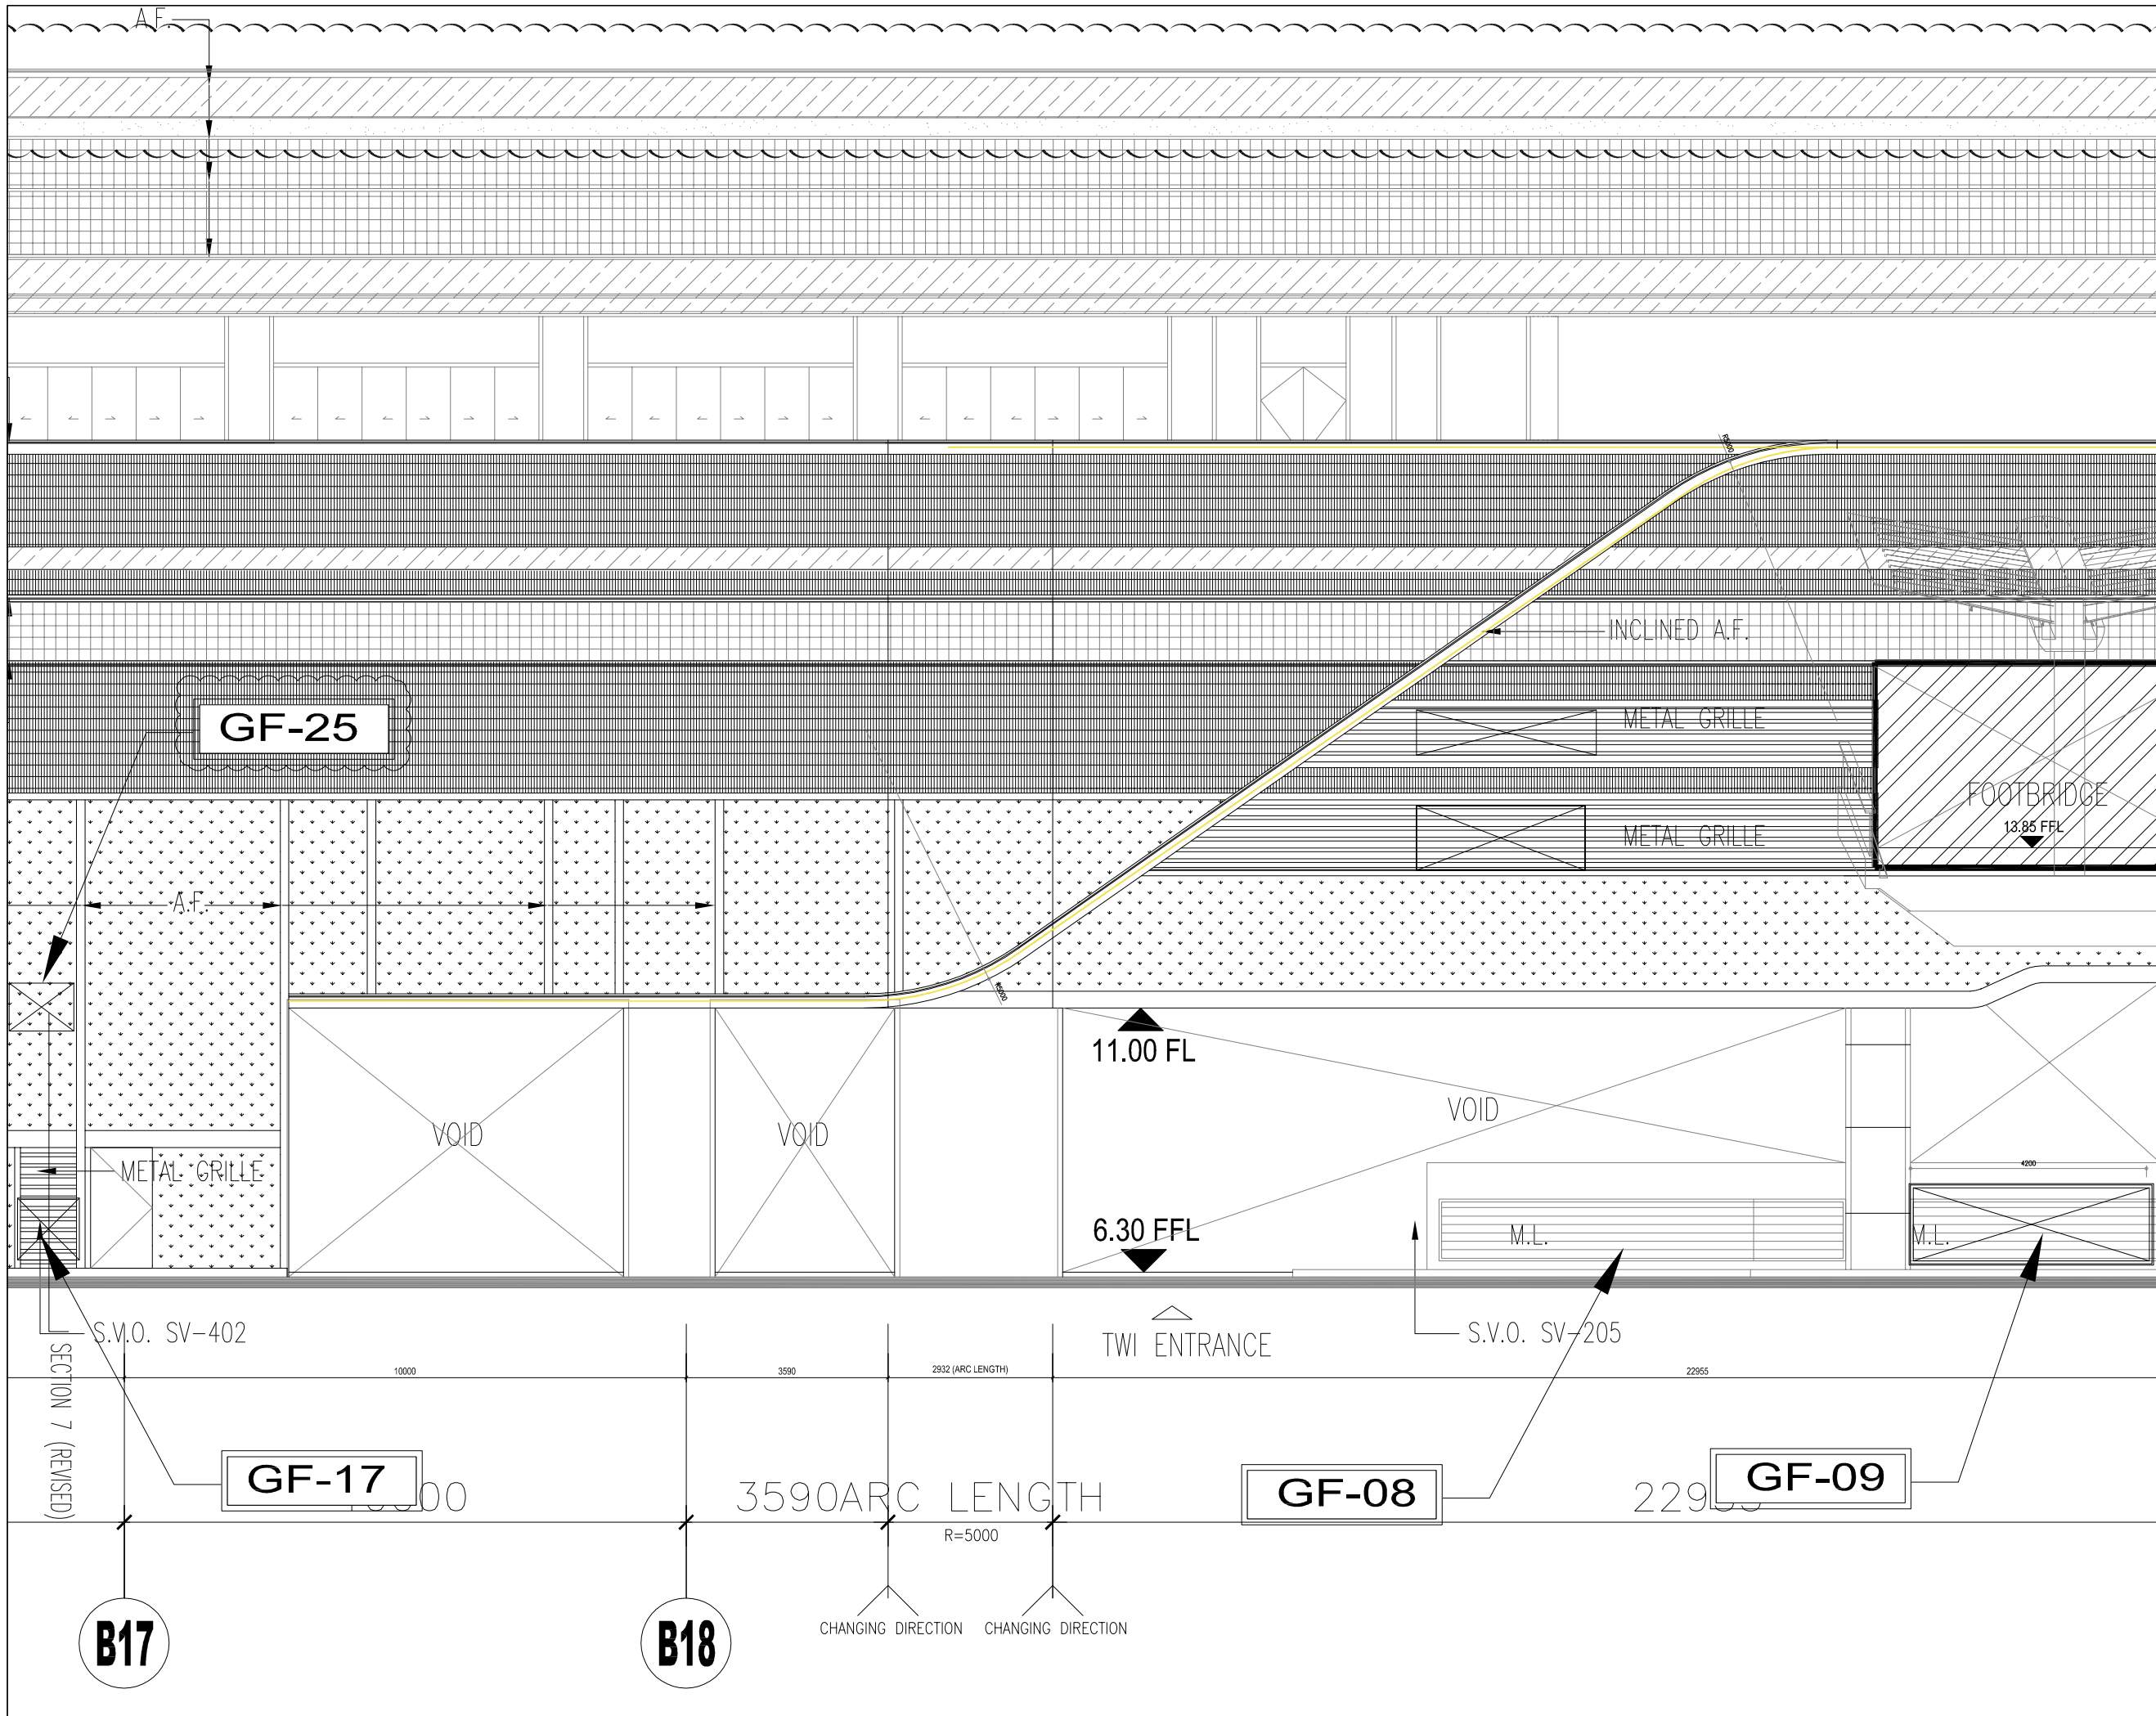 A.F.
R5000
INCLINED A.F.
METAL GRILLE
GF-25
FOOTBRIDGE
13.85 FFL
METAL GRILLE
A.F.
R5000
11.00 FL
VOID
VOID
VOID
4200
METAL GRILLE
6.30 FFL
M.L.
M.L.
S.V.O. SV-402
TWI ENTRANCE
S.V.O. SV-205
SECTION 7 (REVISED)
10000
3590
2932 (ARC LENGTH)
22955
GF-17
GF-08
GF-09
3590ARC LENGTH
R=5000
CHANGING DIRECTION
CHANGING DIRECTION
B17
B18